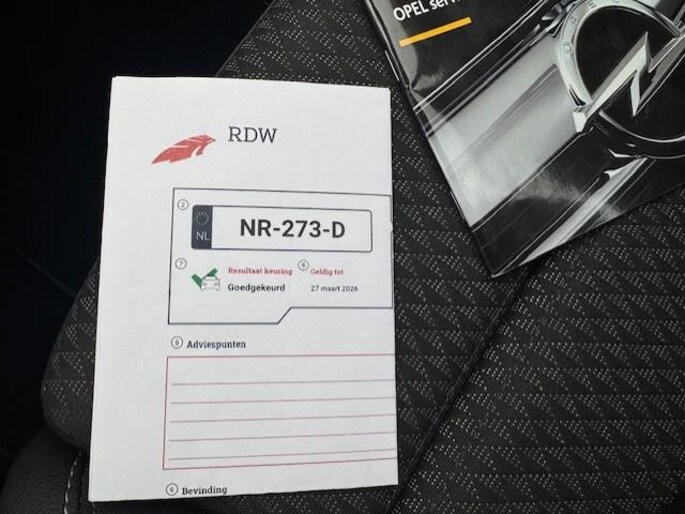 OPEL
RDW
2
NL
NR-273-D
7 Resultaat keuring 8 Geldig tot
Goedgekeurd 27 maart 2026
5 Adviespunten
6 Bevinding